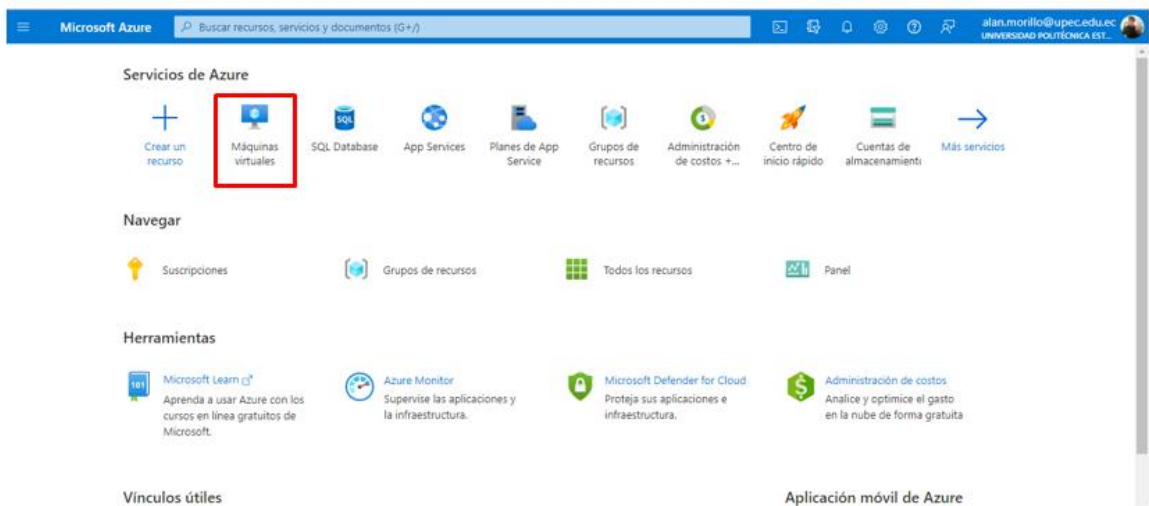 Microsoft Azure
Buscar recursos, servicios y documentos (G+/)
alan.morillo@upec.edu.ec
UNIVERSIDAD POLITÉCNICA EST...
Servicios de Azure
Crear un
recurso
Máquinas
virtuales
SQL
SQL Database
App Services
Planes de App
Service
Grupos de
recursos
Administración
de costos +...
Centro de
inicio rápido
Cuentas de
almacenamient
Más servicios
Navegar
Suscripciones
Grupos de recursos
Todos los recursos
Panel
Herramientas
101
Microsoft Learn
Aprenda a usar Azure con los
cursos en línea gratuitos de
Microsoft.
Azure Monitor
Supervise las aplicaciones y
la infraestructura.
Microsoft Defender for Cloud
Proteja sus aplicaciones e
infraestructura.
Administración de costos
Analice y optimice el gasto
en la nube de forma gratuita
Vínculos útiles
Aplicación móvil de Azure